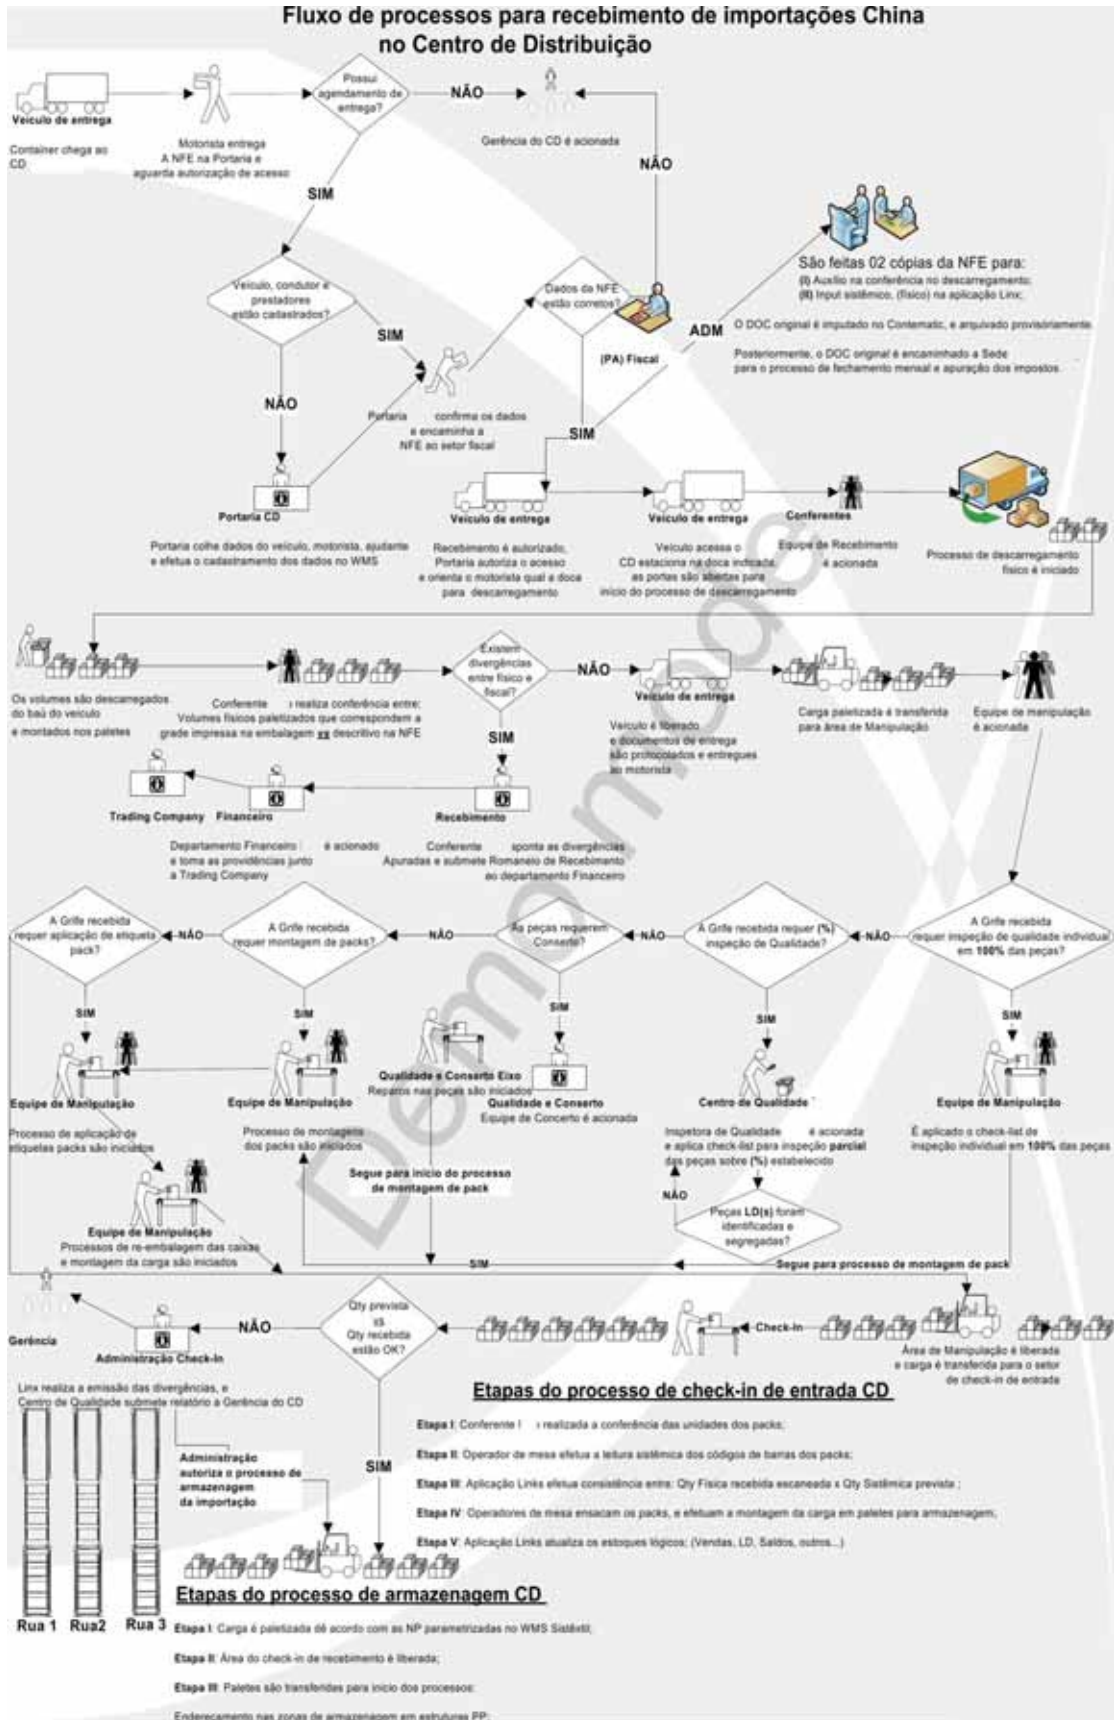 Fluxo de processos para recebimento de importações China
no Centro de Distribuição
Possui
agendamento de
entrega?
NÃO
Veículo de entrega
Container chega ao
CD
Motorista entrega
A NFE na Portaria e
aguarda autorização de acesso
Gerência do CD é acionada
NÃO
SIM
São feitas 02 cópias da NFE para:
(I) Auxílio na conferência no descarregamento;
(II) Input sistêmico, (físico) na aplicação Linx;
O DOC original é imputado no Contematic, e arquivado provisóriamente.
Posteriormente, o DOC original é encaminhado a Sede
para o processo de fechamento mensal e apuração dos impostos.
Veículo, condutor e
prestadores
estão cadastrados?
Dados da NFE
estão corretos?
SIM
ADM
(PA) Fiscal
NÃO
Portaria confirma os dados
e encaminha a
NFE ao setor fiscal
SIM
Portaria CD
Portaria colhe dados do veículo, motorista, ajudante
e efetua o cadastramento dos dados no WMS
Veículo de entrega
Recebimento é autorizado,
Portaria autoriza o acesso
e orienta o motorista qual a doca
para descarregamento
Veículo de entrega
Veículo acessa o
CD estaciona na doca indicada,
as portas são abertas para
início do processo de descarregamento
Conferentes
Equipe de Recebimento
é acionada
Processo de descarregamento
físico é iniciado
Os volumes são descarregados
do baú do veículo
e montados nos paletes
Conferente realiza conferência entre:
Volumes físicos paletizados que correspondem a
grade impressa na embalagem xx descritivo na NFE
Existem
divergências
entre físico e
fiscal?
NÃO
SIM
Veículo de entrega
Veículo é liberado
e documentos de entrega
são protocolados e entregues
ao motorista
Carga paletizada é transferida
para área de Manipulação
Equipe de manipulação
é acionada
Trading Company
Financeiro
Recebimento
Departamento Financeiro é acionado
e toma as providências junto
a Trading Company
Conferente aponta as divergências
Apuradas e submete Romaneio de Recebimento
ao departamento Financeiro
A Grife recebida
requer aplicação de etiqueta
pack?
NÃO
A Grife recebida
requer montagem de packs?
NÃO
As peças requerem
Conserto?
NÃO
A Grife recebida requer (%)
inspeção de Qualidade?
NÃO
A Grife recebida
requer inspeção de qualidade individual
em 100% das peças?
SIM
SIM
SIM
SIM
SIM
Equipe de Manipulação
Processo de aplicação de
etiquetas packs são iniciados
Equipe de Manipulação
Processo de montagens
dos packs são iniciados
Qualidade e Conserto Eixo
Reparos nas peças são iniciados
Qualidade e Conserto
Equipe de Concerto é acionada
Centro de Qualidade
Inspetora de Qualidade é acionada
e aplica check-list para inspeção parcial
das peças sobre (%) estabelecido
Equipe de Manipulação
É aplicado o check-list de
inspeção individual em 100% das peças
Segue para início do processo
de montagem de pack
NÃO
Peças LD(s) foram
identificadas e
segregadas?
Equipe de Manipulação
Processos de re-embalagem das caixas
e montagem da carga são iniciados
SIM
Segue para processo de montagem de pack
Gerência
Administração Check-In
NÃO
Qty prevista
xs
Qty recebida
estão OK?
Check-in
Área de Manipulação é liberada
e carga é transferida para o setor
de check-in de entrada
Linx realiza a emissão das divergências, e
Centro de Qualidade submete relatório a Gerência do CD
Administração
autoriza o processo de
armazenagem
da importação
SIM
Etapas do processo de check-in de entrada CD
Etapa I: Conferente realizada a conferência das unidades dos packs;
Etapa II: Operador de mesa efetua a leitura sistêmica dos códigos de barras dos packs;
Etapa III: Aplicação Links efetua consistência entre: Qty Física recebida escaneada x Qty Sistêmica prevista ;
Etapa IV: Operadores de mesa ensacam os packs, e efetuam a montagem da carga em paletes para armazenagem;
Etapa V: Aplicação Links atualiza os estoques lógicos; (Vendas, LD, Saldos, outros...)
Rua 1 Rua2 Rua 3
Etapas do processo de armazenagem CD
Etapa I: Carga é paletizada dê acordo com as NP parametrizadas no WMS Sistêxtil;
Etapa II: Área do check-in de recebimento é liberada;
Etapa III: Paletes são transferidas para início dos processos:
Endereçamento nas zonas de armazenagem em estruturas PP;
Demo mode